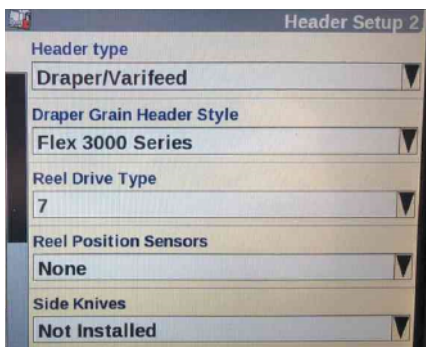 Header Setup 2
Header type
Draper/Varifeed
Draper Grain Header Style
Flex 3000 Series
Reel Drive Type
7
Reel Position Sensors
None
Side Knives
Not Installed